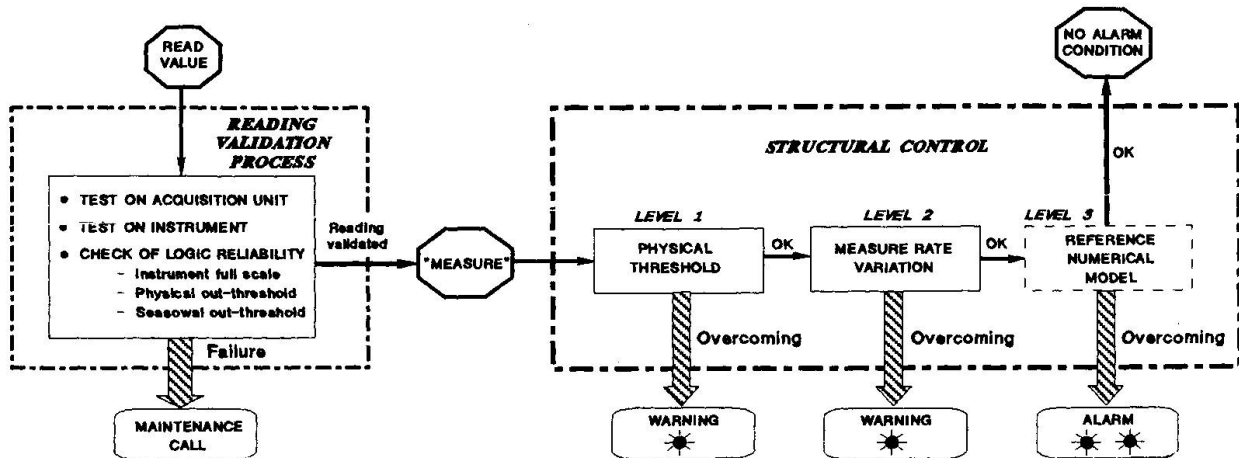 READ
VALUE
READING
VALIDATION
PROCESS
● TEST ON ACQUISITION UNIT
● TEST ON INSTRUMENT
● CHECK OF LOGIC RELIABILITY
– Instrument full scale
– Physical out-threshold
– Seasowal out-threshold
Failure
MAINTENANCE
CALL
Reading
validated
"MEASURE"
STRUCTURAL CONTROL
LEVEL 1
PHYSICAL
THRESHOLD
OK
Overcoming
WARNING
LEVEL 2
MEASURE RATE
VARIATION
OK
Overcoming
WARNING
LEVEL 3
REFERENCE
NUMERICAL
MODEL
Overcoming
ALARM
OK
NO ALARM
CONDITION